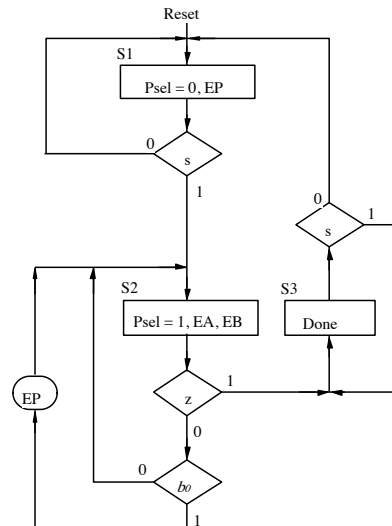 Reset
S1
Psel = 0, EP
0
s
1
0
1
s
S2
S3
Psel = 1, EA, EB
Done
1
EP
z
0
0
b0
1